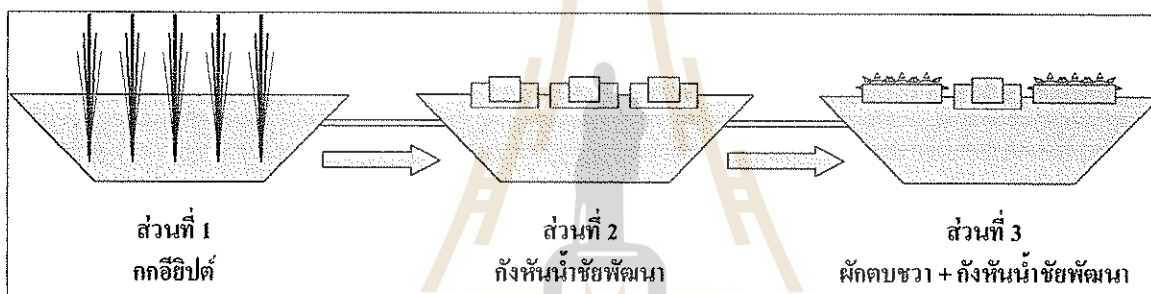 ส่วนที่ 1
กกอียิปต์
ส่วนที่ 2
กังหันน้ำชัยพัฒนา
ส่วนที่ 3
ผักตบชวา + กังหันน้ำชัยพัฒนา